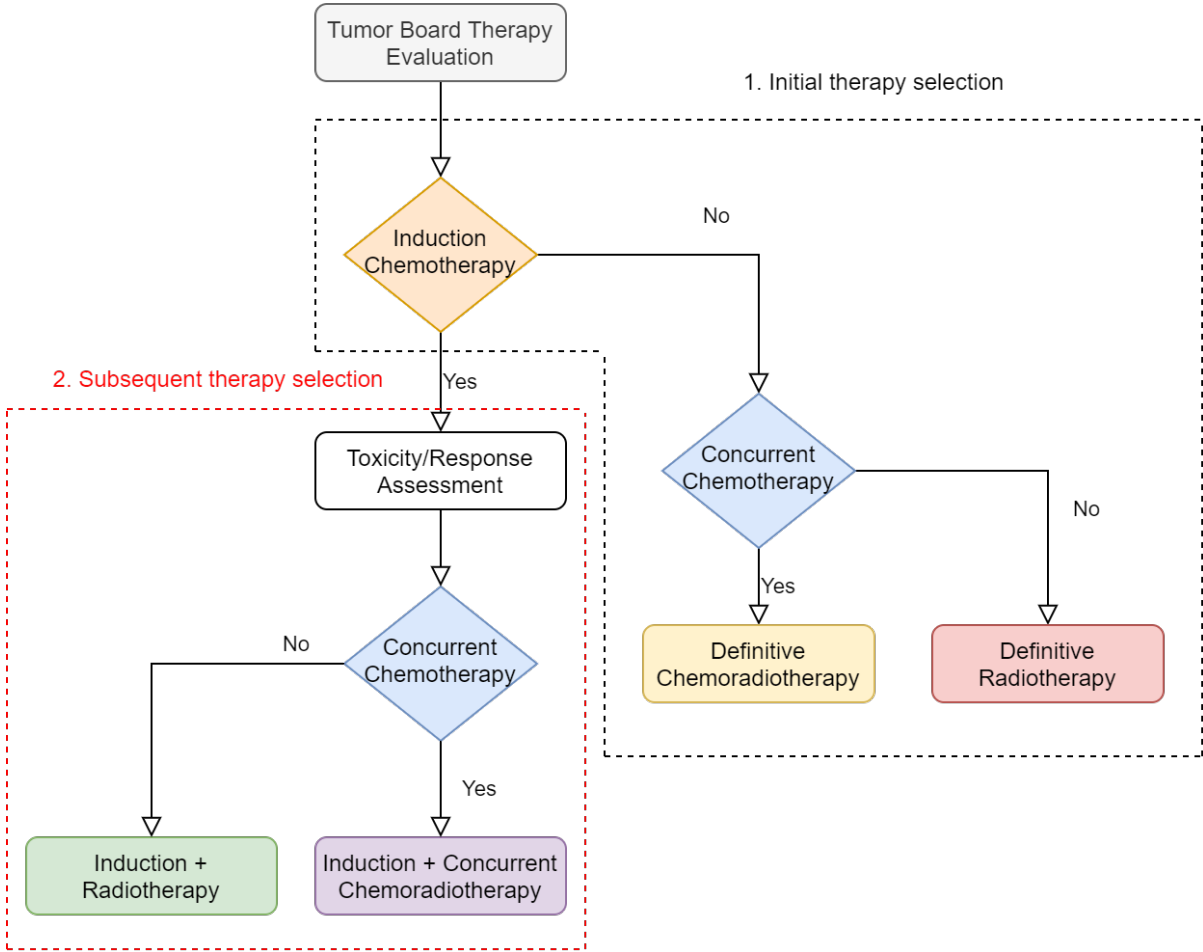 Tumor Board Therapy
Evaluation
1. Initial therapy selection
Induction
Chemotherapy
No
2. Subsequent therapy selection
Yes
Toxicity/Response
Assessment
Concurrent
Chemotherapy
No
Yes
Definitive
Chemoradiotherapy
Definitive
Radiotherapy
Concurrent
Chemotherapy
No
Yes
Induction +
Radiotherapy
Induction + Concurrent
Chemoradiotherapy